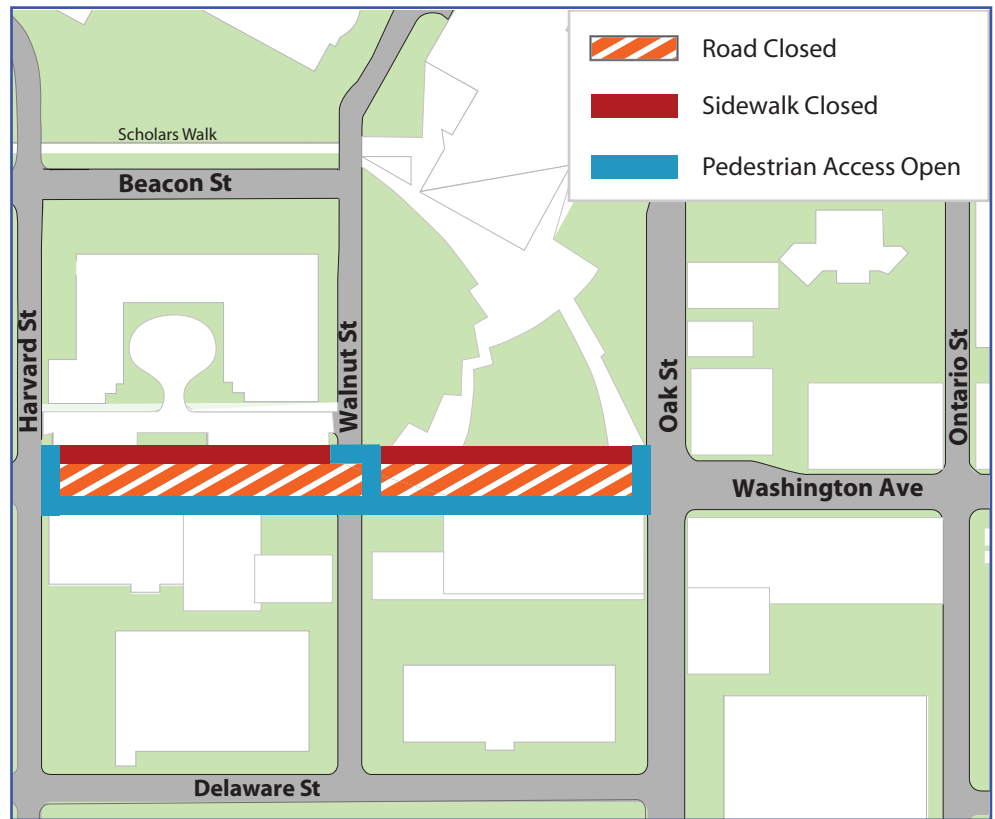 Road Closed
Sidewalk Closed
Pedestrian Access Open
Scholars Walk
Beacon St
Harvard St
Walnut St
Oak St
Ontario St
Washington Ave
Delaware St